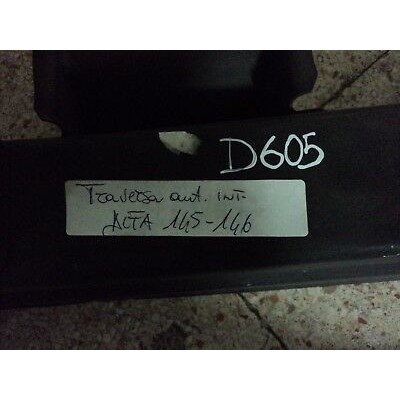 D605
Traversa ant. INT.
ALFA 145-146